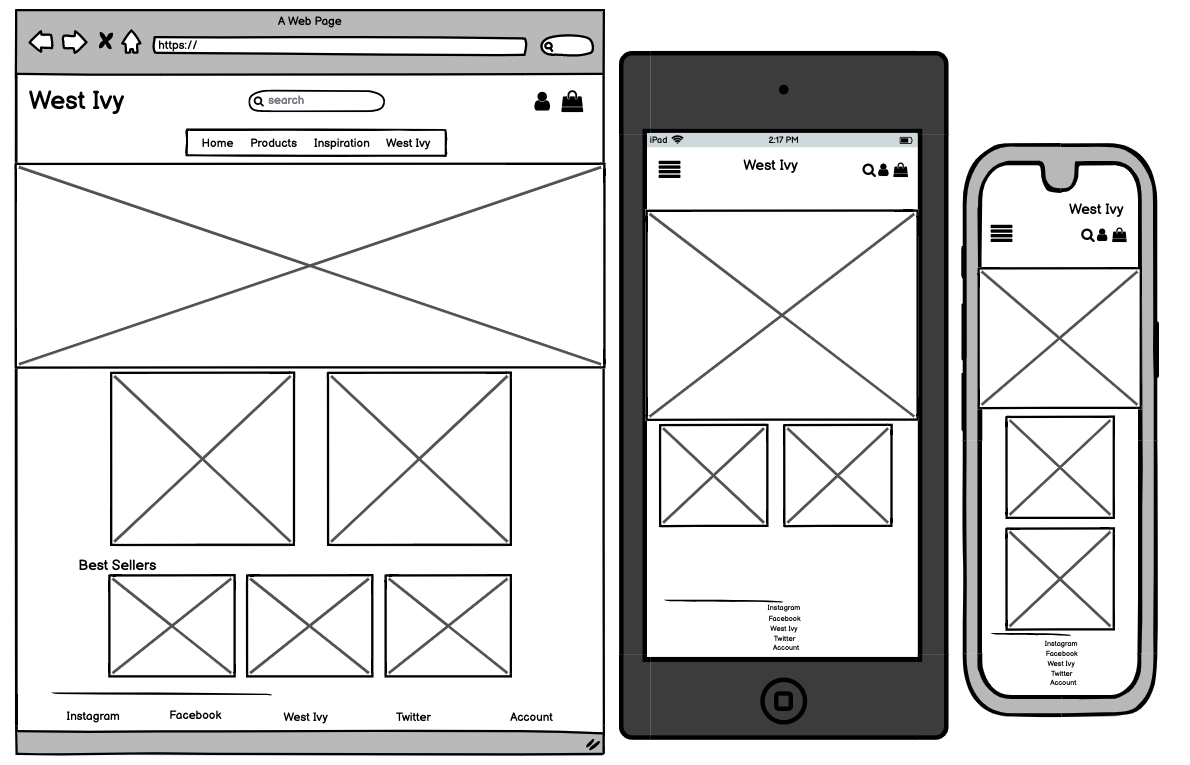 A Web Page
https://
West Ivy
search
Home Products Inspiration West Ivy
Best Sellers
Instagram Facebook West Ivy Twitter Account
iPad 2:17 PM
West Ivy
Instagram
Facebook
West Ivy
Twitter
Account
West Ivy
Instagram
Facebook
West Ivy
Twitter
Account